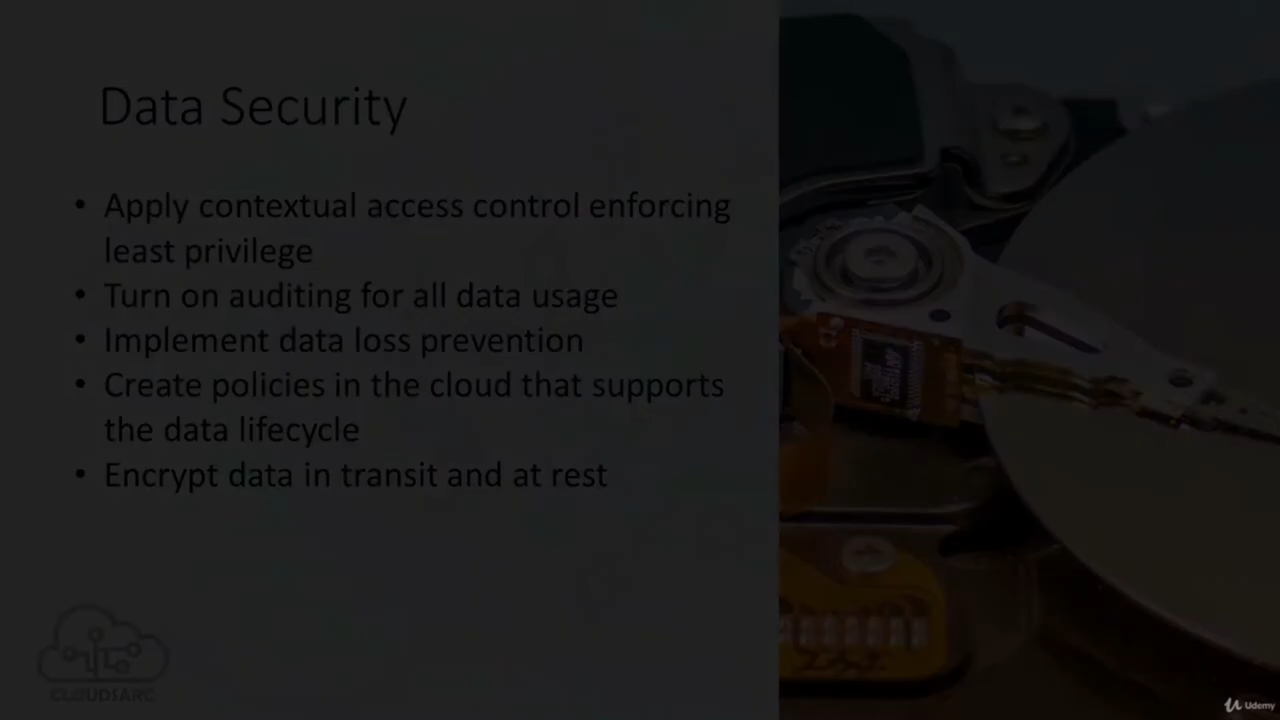 Data Security
• Apply contextual access control enforcing
least privilege
• Turn on auditing for all data usage
• Implement data loss prevention
• Create policies in the cloud that supports
the data lifecycle
• Encrypt data in transit and at rest
CLOUDSARC
Udemy